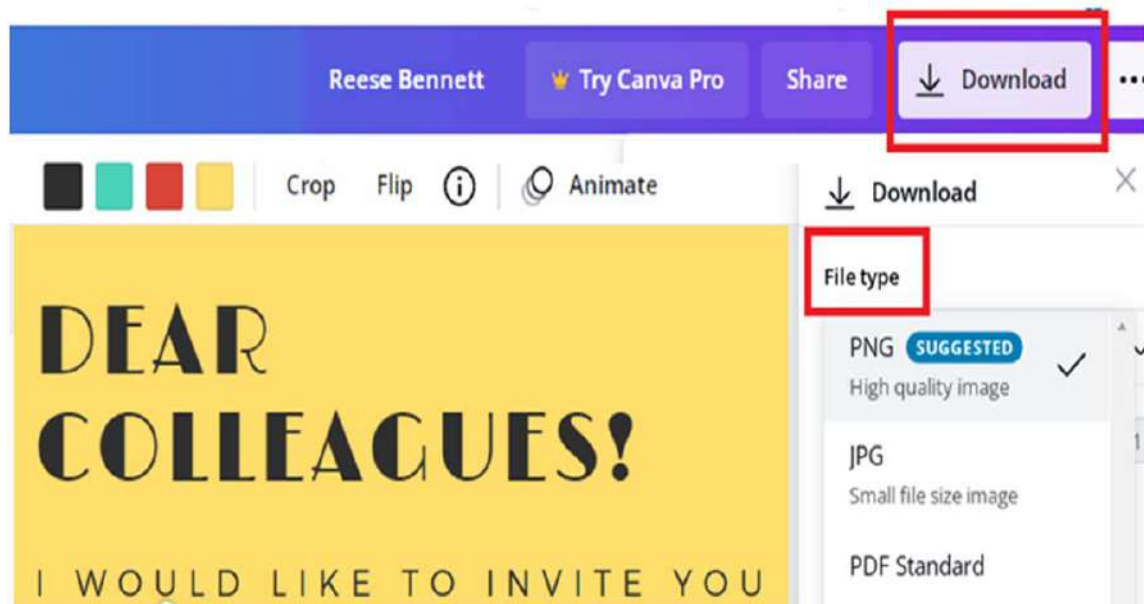 Reese Bennett Try Canva Pro Share Download
Crop Flip Animate
Download
File type
PNG SUGGESTED
High quality image
JPG
Small file size image
PDF Standard
DEAR
COLLEAGUES!
I WOULD LIKE TO INVITE YOU